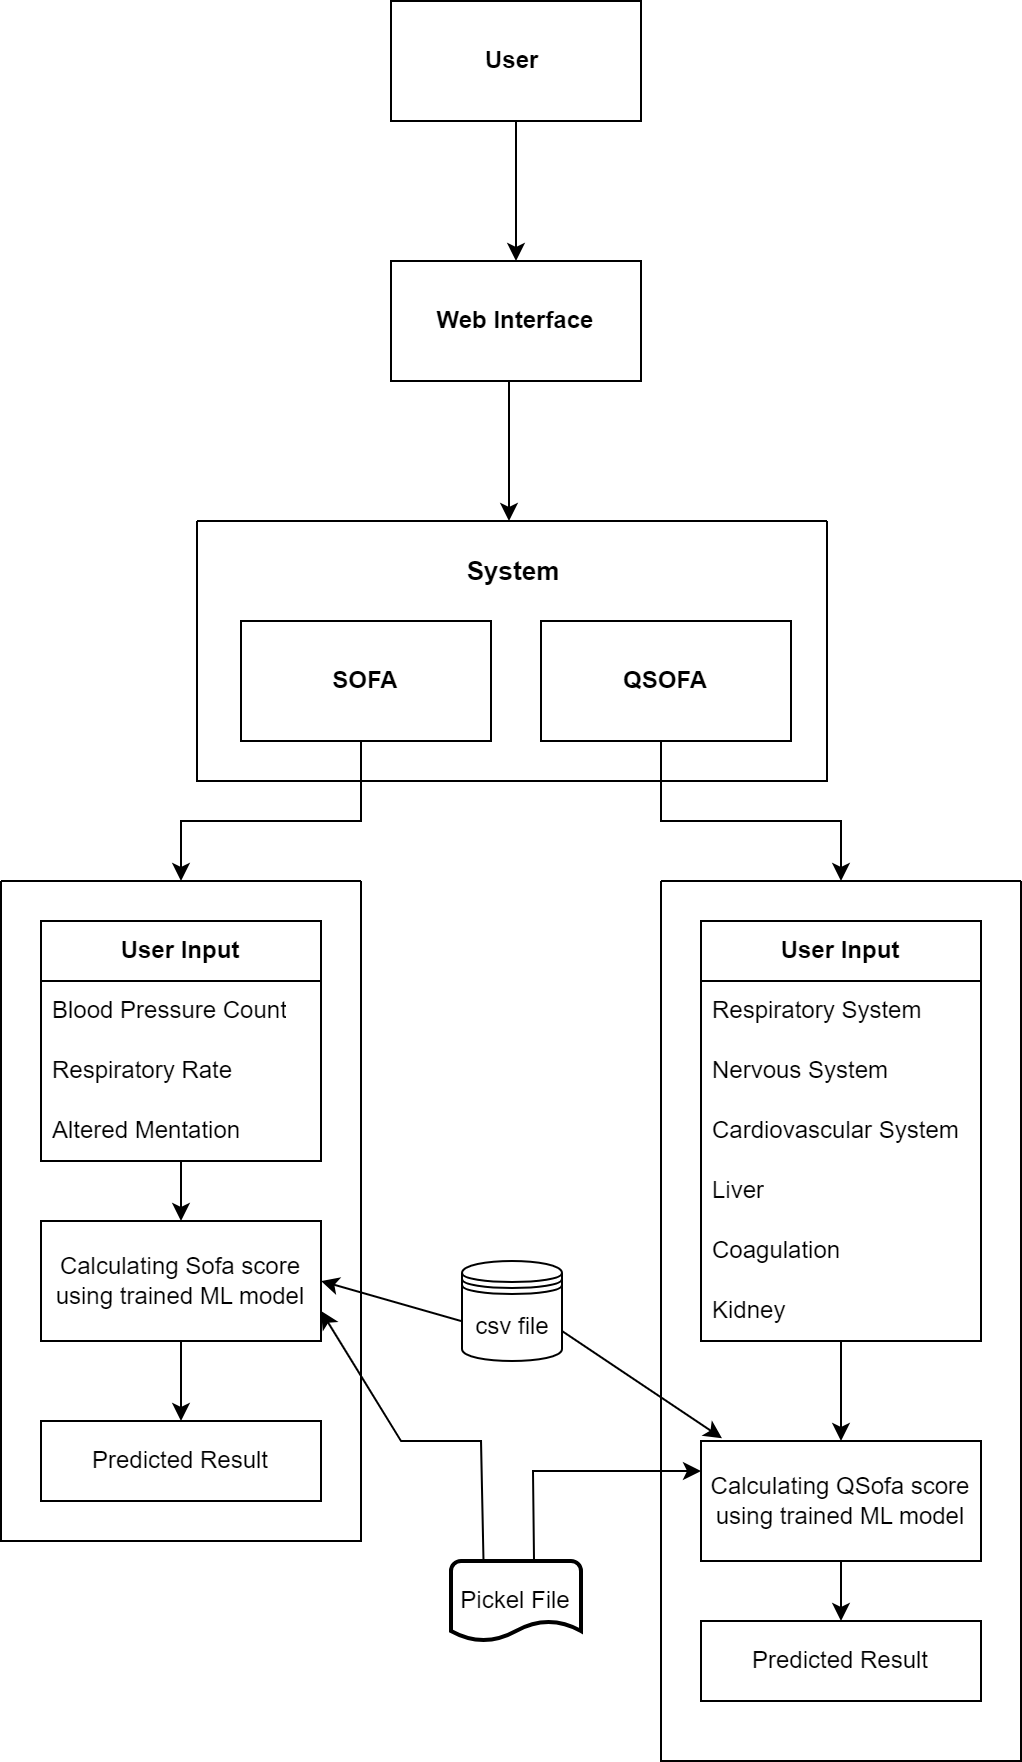 User
Web Interface
System
SOFA
QSOFA
User Input
Blood Pressure Count
Respiratory Rate
Altered Mentation
Calculating Sofa score
using trained ML model
Predicted Result
csv file
Pickel File
User Input
Respiratory System
Nervous System
Cardiovascular System
Liver
Coagulation
Kidney
Calculating QSofa score
using trained ML model
Predicted Result